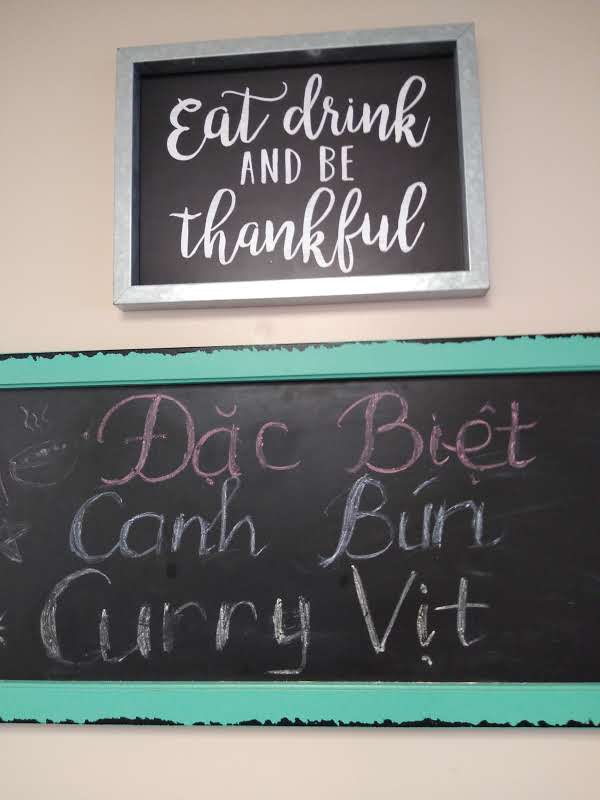 Eat drink
AND BE
thankful
Đặc Biệt
Canh Bún
Curry Vịt